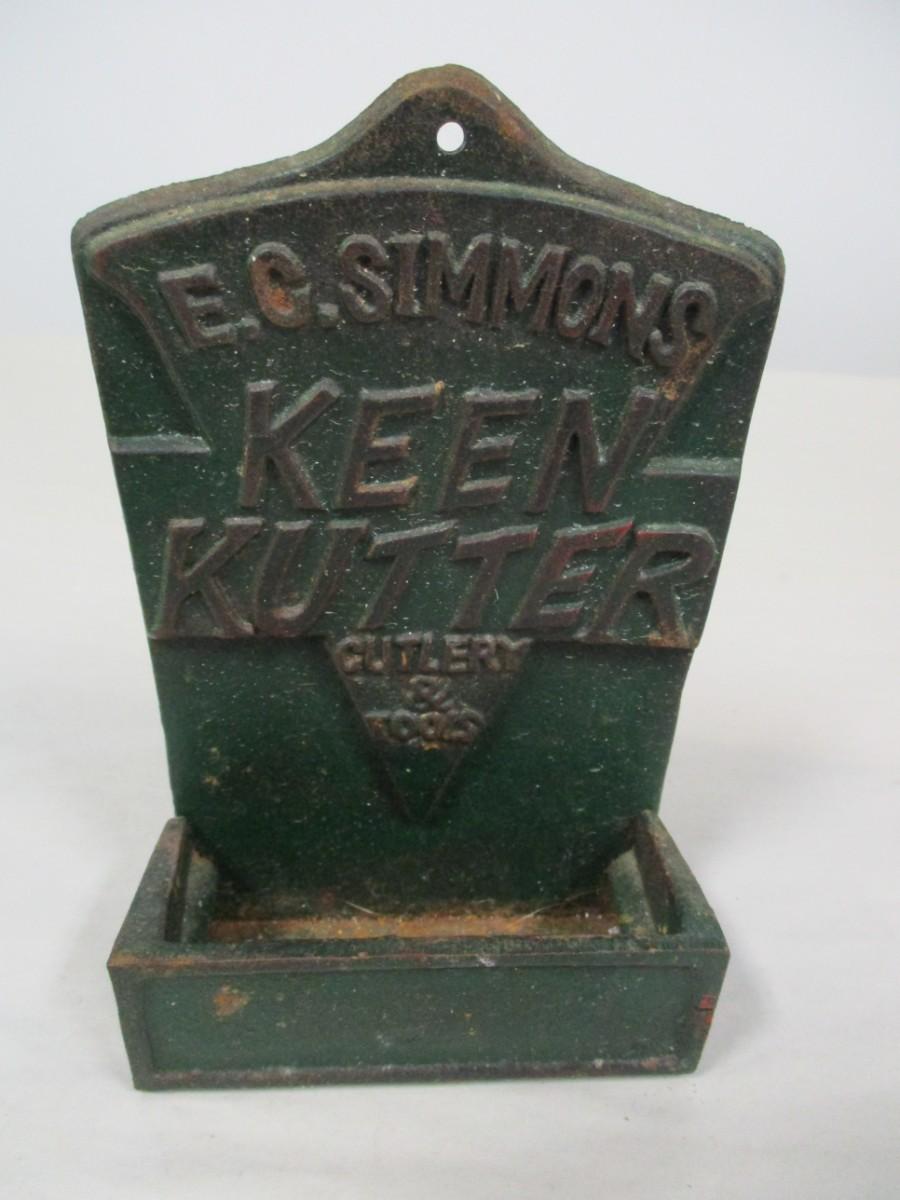 E.C.SIMMONS
KEEN
KUTTER
CUTLERY
&
TOOLS